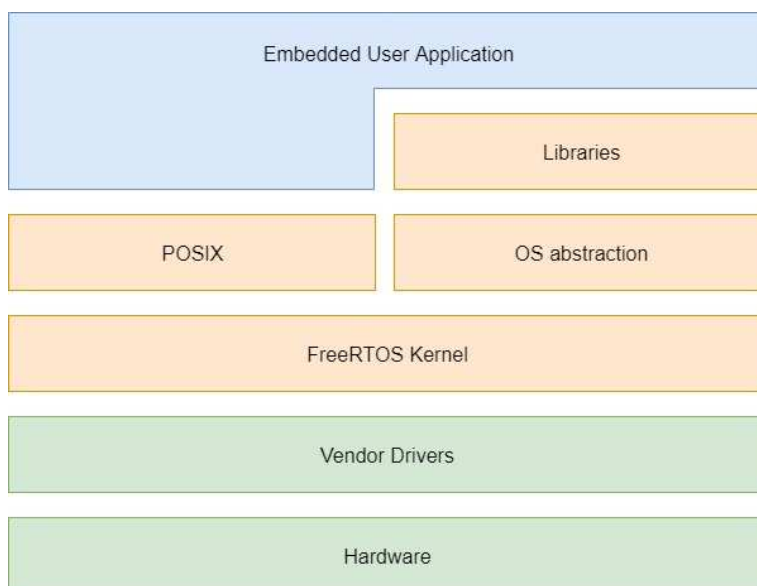 Embedded User Application
Libraries
POSIX
OS abstraction
FreeRTOS Kernel
Vendor Drivers
Hardware